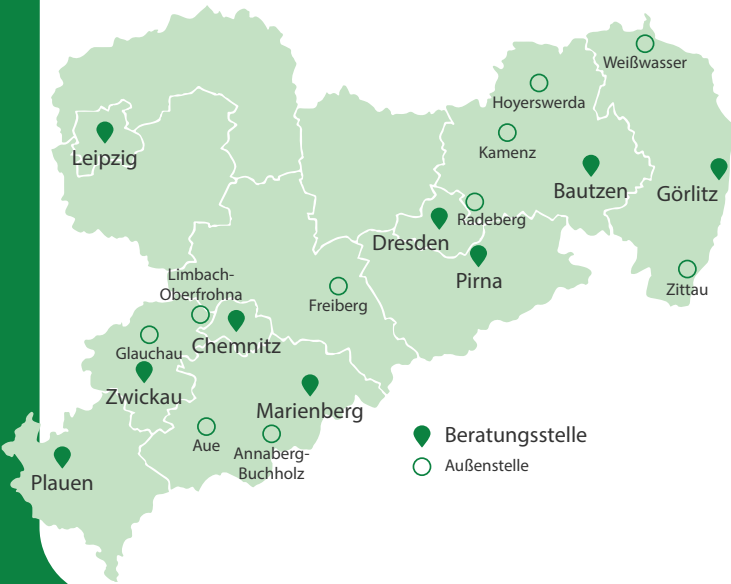 Weißwasser
Hoyerswerda
Kamenz
Leipzig
Bautzen
Görlitz
Radeberg
Dresden
Pirna
Zittau
Limbach-
Oberfrohna
Freiberg
Glauchau
Chemnitz
Zwickau
Marienberg
Aue
Annaberg-
Buchholz
Plauen
Beratungsstelle
Außenstelle